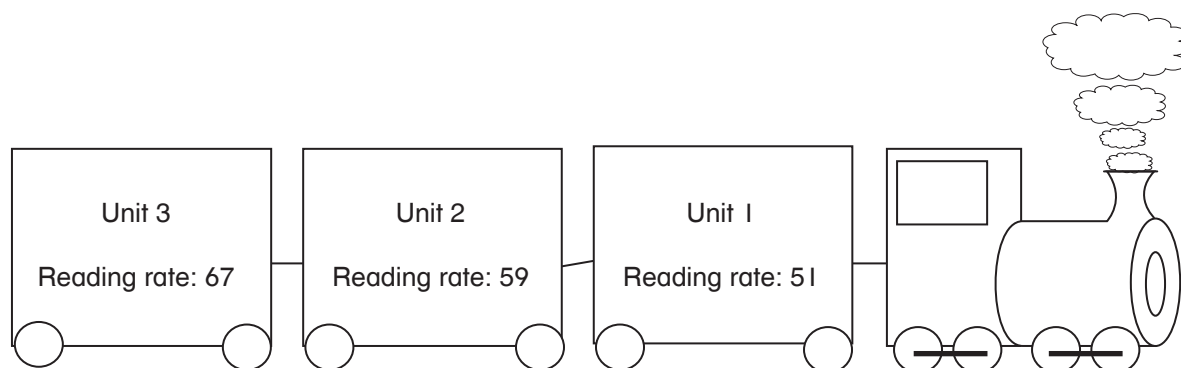 Unit 3
Reading rate: 67
Unit 2
Reading rate: 59
Unit 1
Reading rate: 51